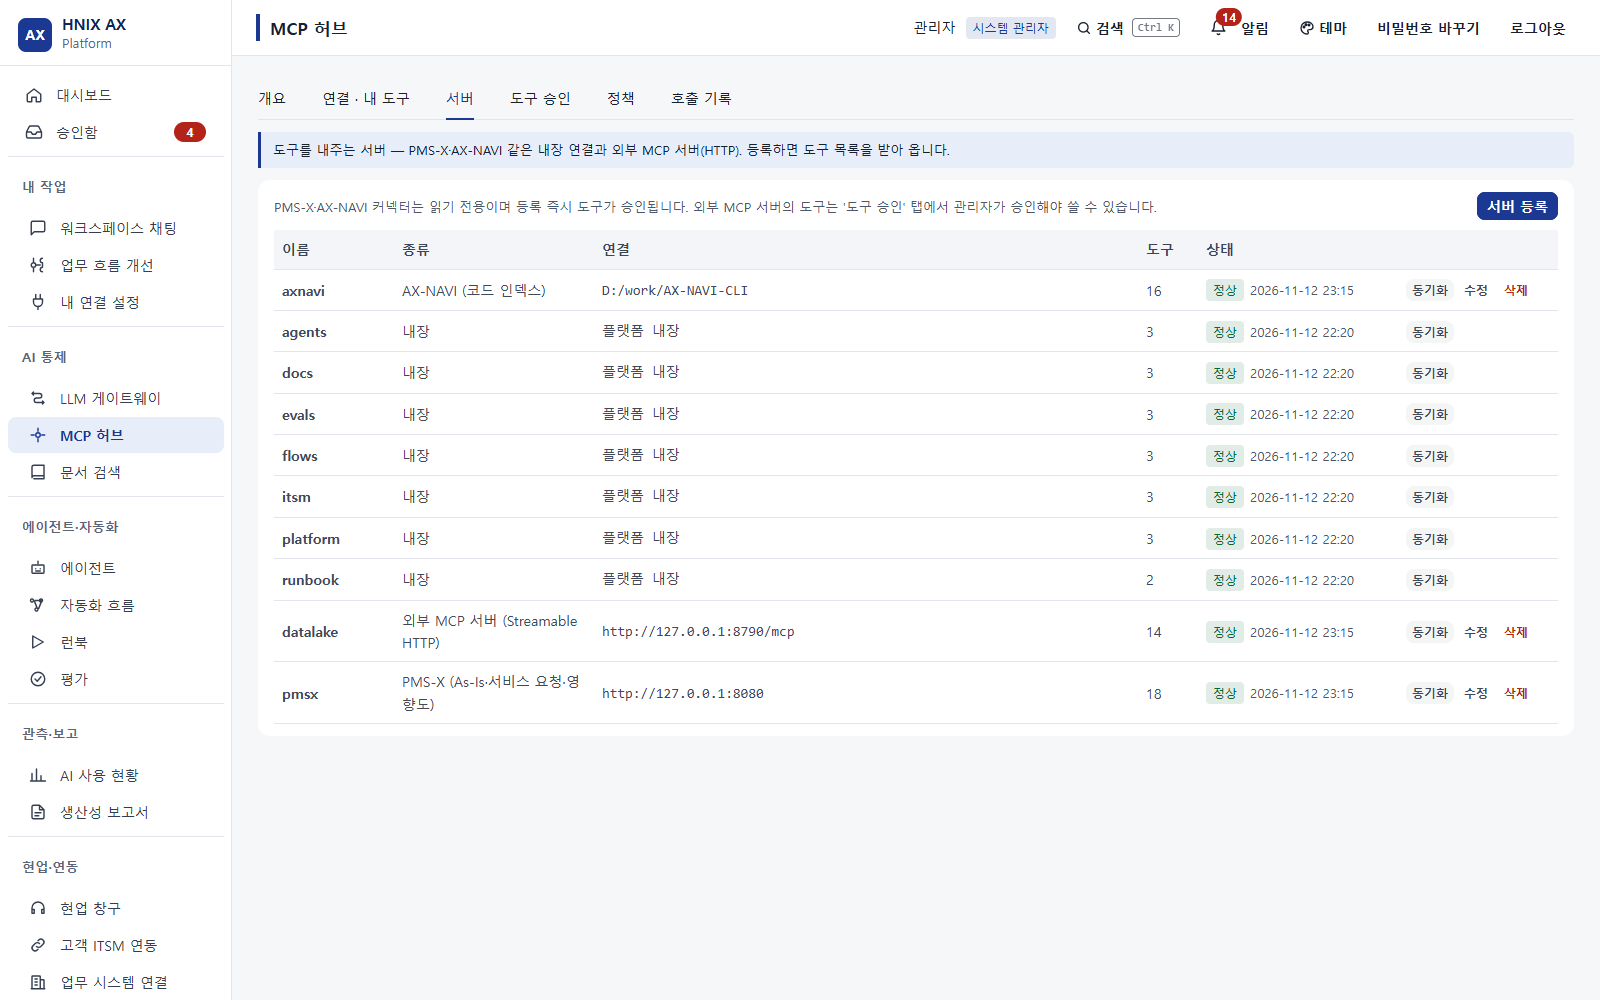 AX
HNIX AX
Platform
대시보드
승인함
4
내 작업
워크스페이스 채팅
업무 흐름 개선
내 연결 설정
AI 통제
LLM 게이트웨이
MCP 허브
문서 검색
에이전트·자동화
에이전트
자동화 흐름
런북
평가
관측·보고
AI 사용 현황
생산성 보고서
현업·연동
현업 창구
고객 ITSM 연동
업무 시스템 연결
MCP 허브
관리자 시스템 관리자 검색 Ctrl K 14 알림 테마 비밀번호 바꾸기 로그아웃
개요 연결 · 내 도구 서버 도구 승인 정책 호출 기록
도구를 내주는 서버 — PMS-X·AX-NAVI 같은 내장 연결과 외부 MCP 서버(HTTP). 등록하면 도구 목록을 받아 옵니다.
PMS-X·AX-NAVI 커넥터는 읽기 전용이며 등록 즉시 도구가 승인됩니다. 외부 MCP 서버의 도구는 '도구 승인' 탭에서 관리자가 승인해야 쓸 수 있습니다.
서버 등록
이름 종류 연결 도구 상태
axnavi AX-NAVI (코드 인덱스) D:/work/AX-NAVI-CLI 16 정상 2026-11-12 23:15 동기화 수정 삭제
agents 내장 플랫폼 내장 3 정상 2026-11-12 22:20 동기화
docs 내장 플랫폼 내장 3 정상 2026-11-12 22:20 동기화
evals 내장 플랫폼 내장 3 정상 2026-11-12 22:20 동기화
flows 내장 플랫폼 내장 3 정상 2026-11-12 22:20 동기화
itsm 내장 플랫폼 내장 3 정상 2026-11-12 22:20 동기화
platform 내장 플랫폼 내장 3 정상 2026-11-12 22:20 동기화
runbook 내장 플랫폼 내장 2 정상 2026-11-12 22:20 동기화
datalake 외부 MCP 서버 (Streamable HTTP) http://127.0.0.1:8790/mcp 14 정상 2026-11-12 23:15 동기화 수정 삭제
pmsx PMS-X (As-Is·서비스 요청·영향도) http://127.0.0.1:8080 18 정상 2026-11-12 23:15 동기화 수정 삭제